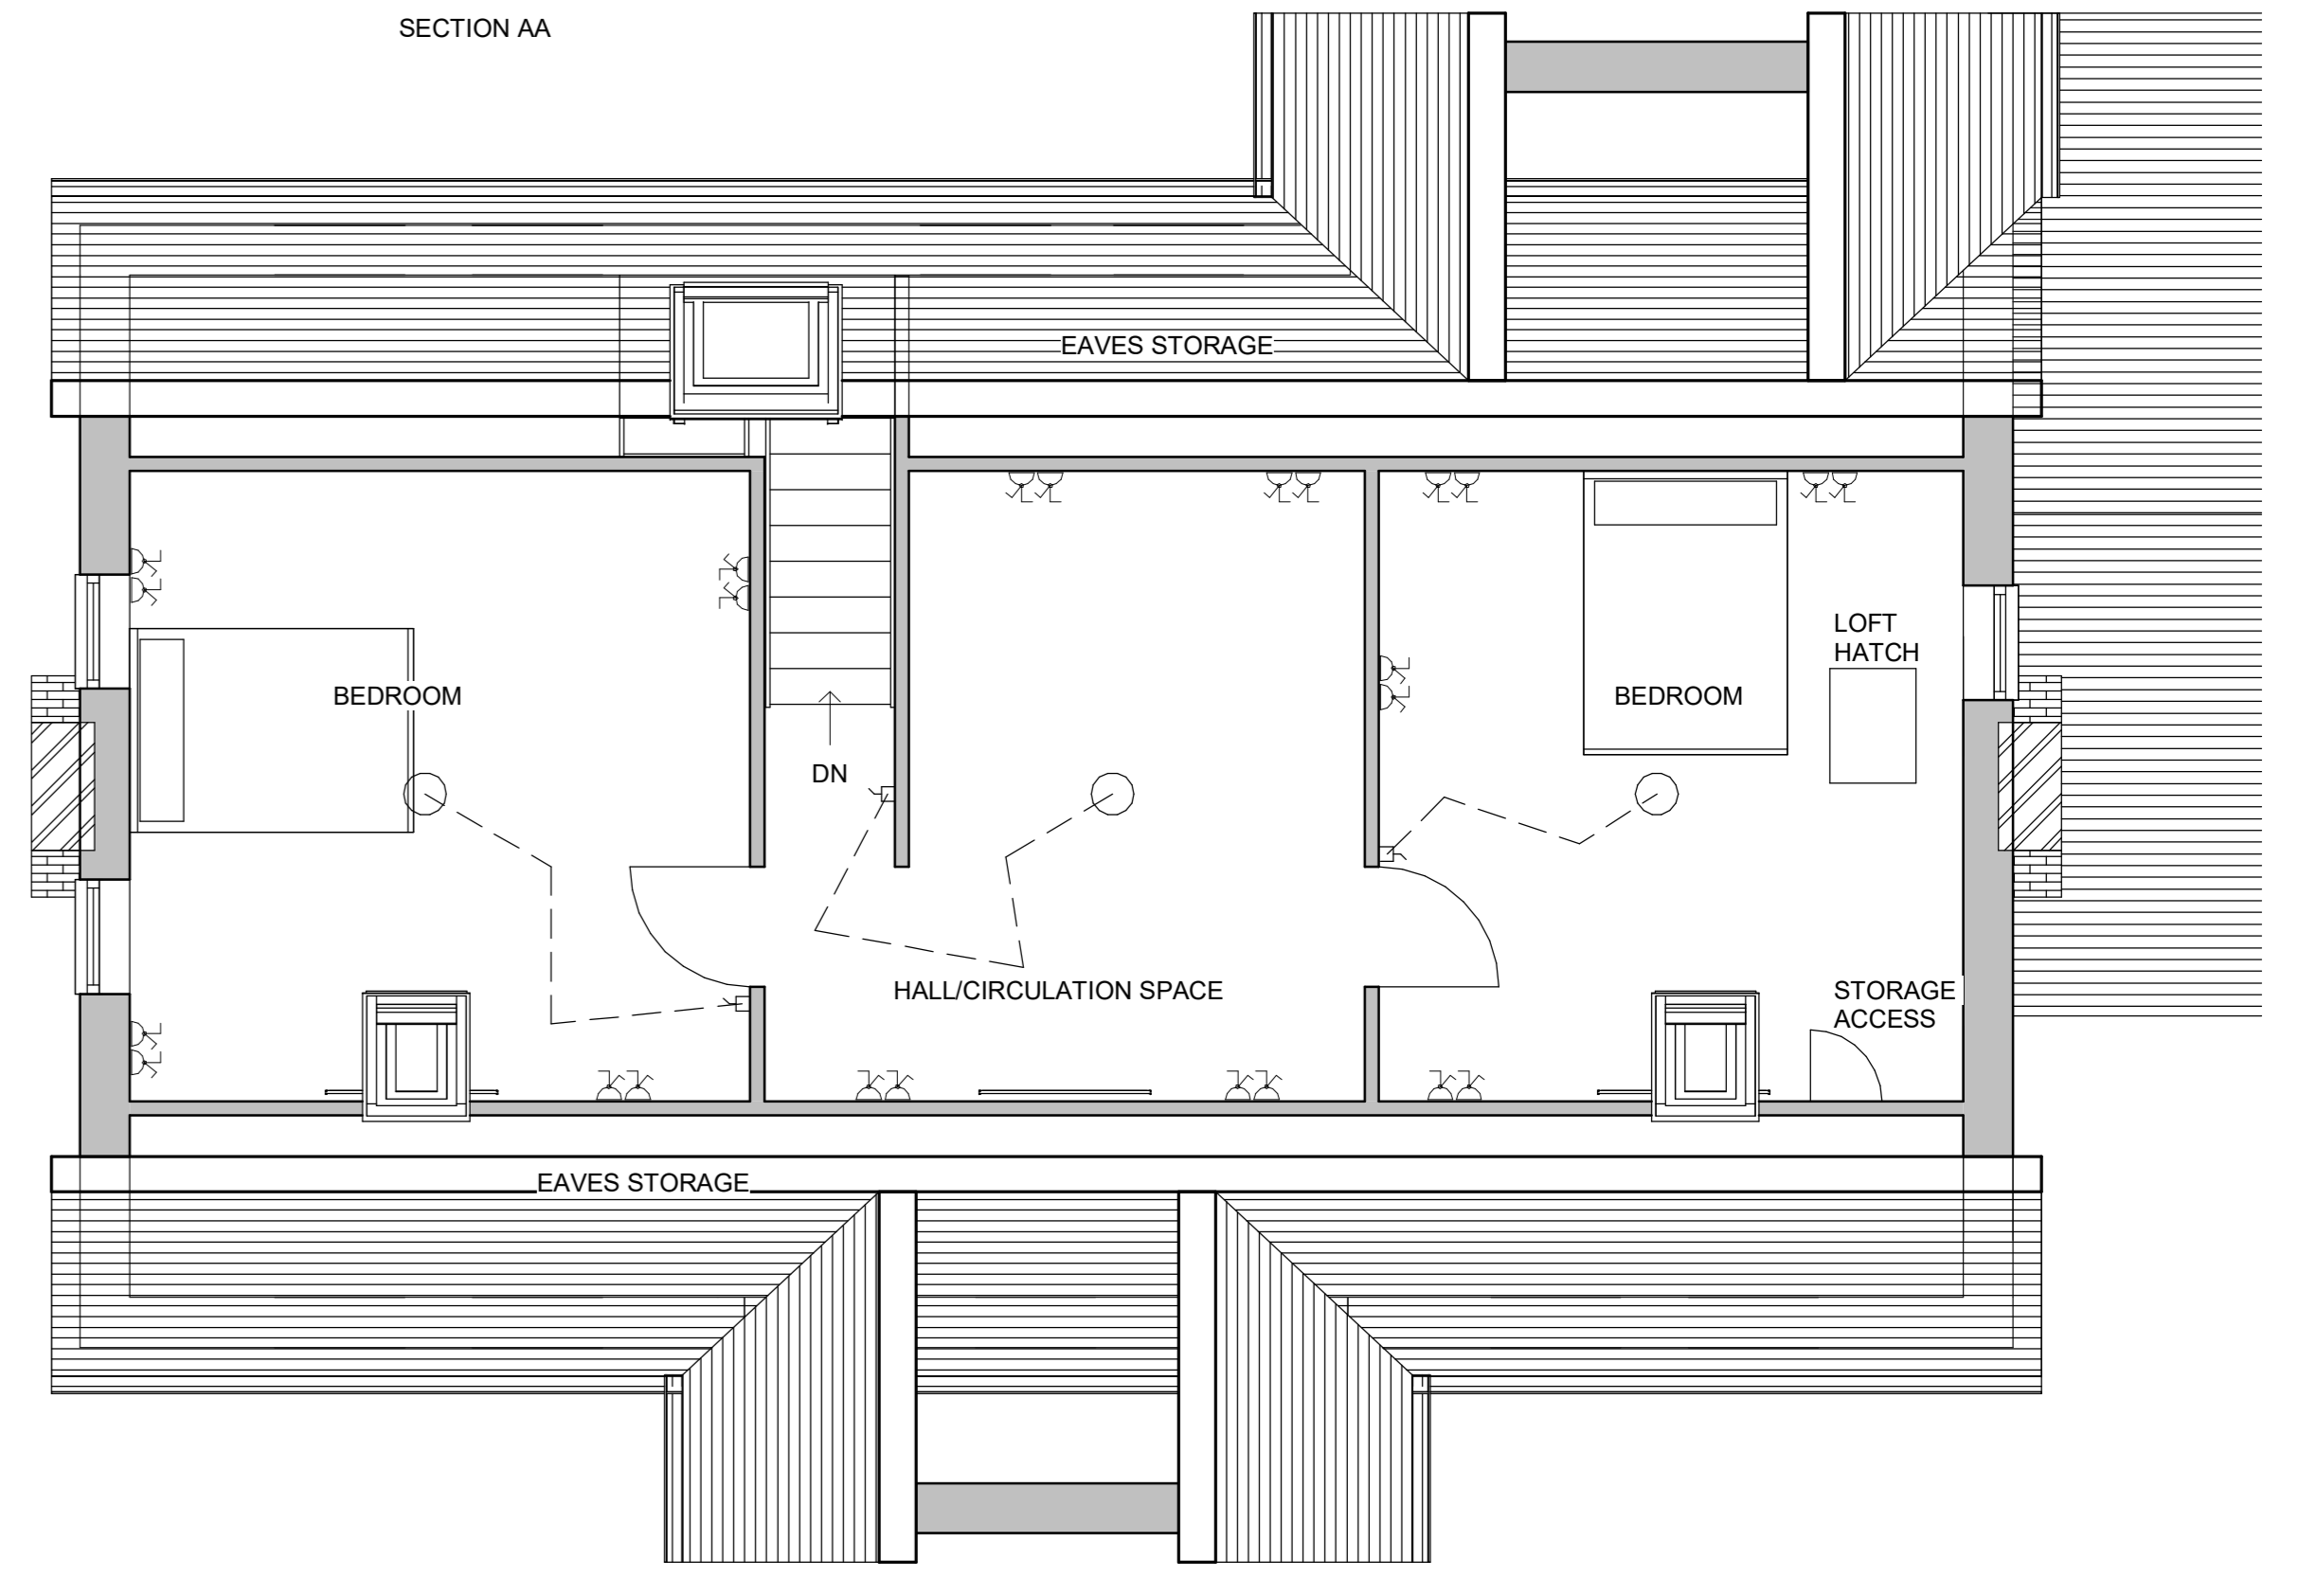 SECTION AA
EAVES STORAGE
LOFT
HATCH
BEDROOM
BEDROOM
DN
HALL/CIRCULATION SPACE
STORAGE
ACCESS
EAVES STORAGE